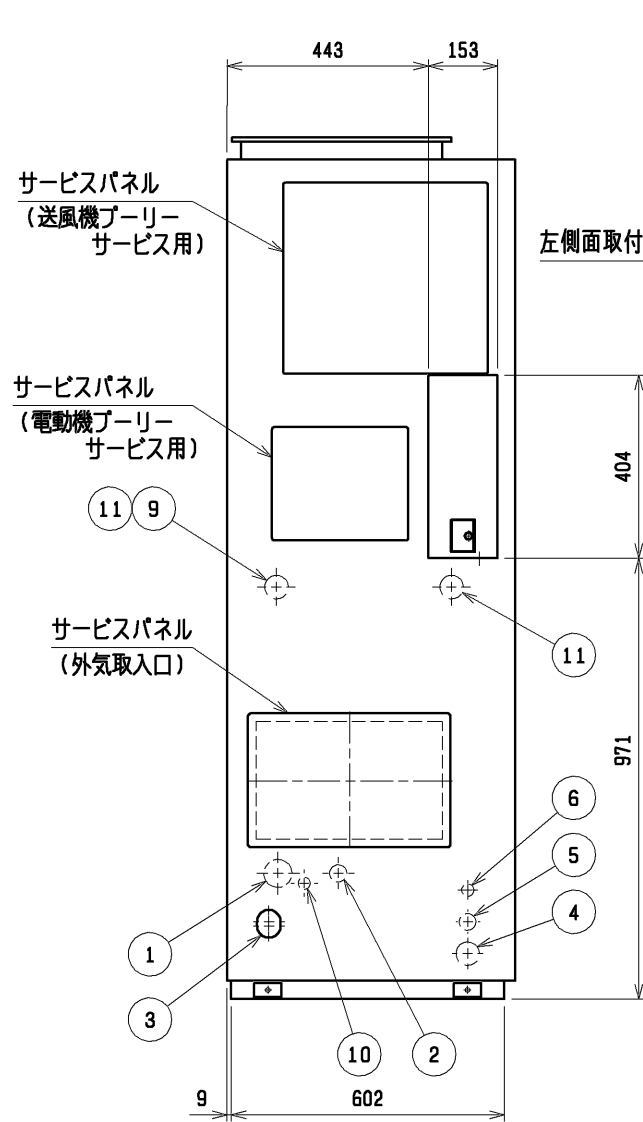 443
153
サービスパネル
（送風機プーリー
サービス用）
左側面取付
サービスパネル
（電動機プーリー
サービス用）
404
11
9
サービスパネル
（外気取入口）
11
971
6
5
4
1
3
10
2
9
602